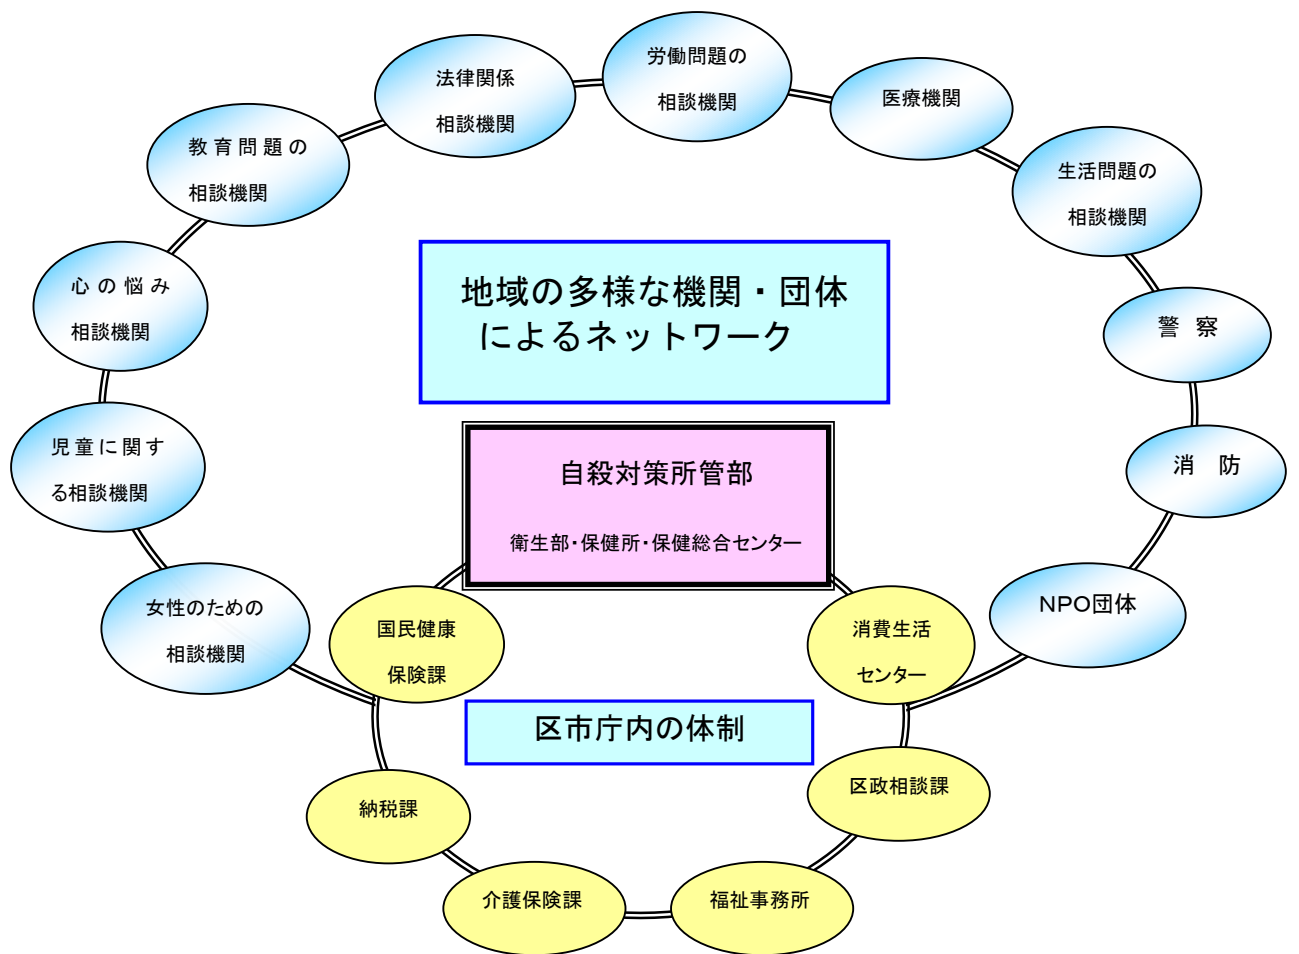 労働問題の
相談機関
法律関係
相談機関
医療機関
教育問題の
相談機関
生活問題の
相談機関
心の悩み
相談機関
地域の多様な機関・団体
によるネットワーク
警 察
児童に関す
る相談機関
自殺対策所管部
衛生部・保健所・保健総合センター
消 防
女性のための
相談機関
国民健康
保険課
消費生活
センター
NPO団体
区市庁内の体制
納税課
区政相談課
介護保険課
福祉事務所